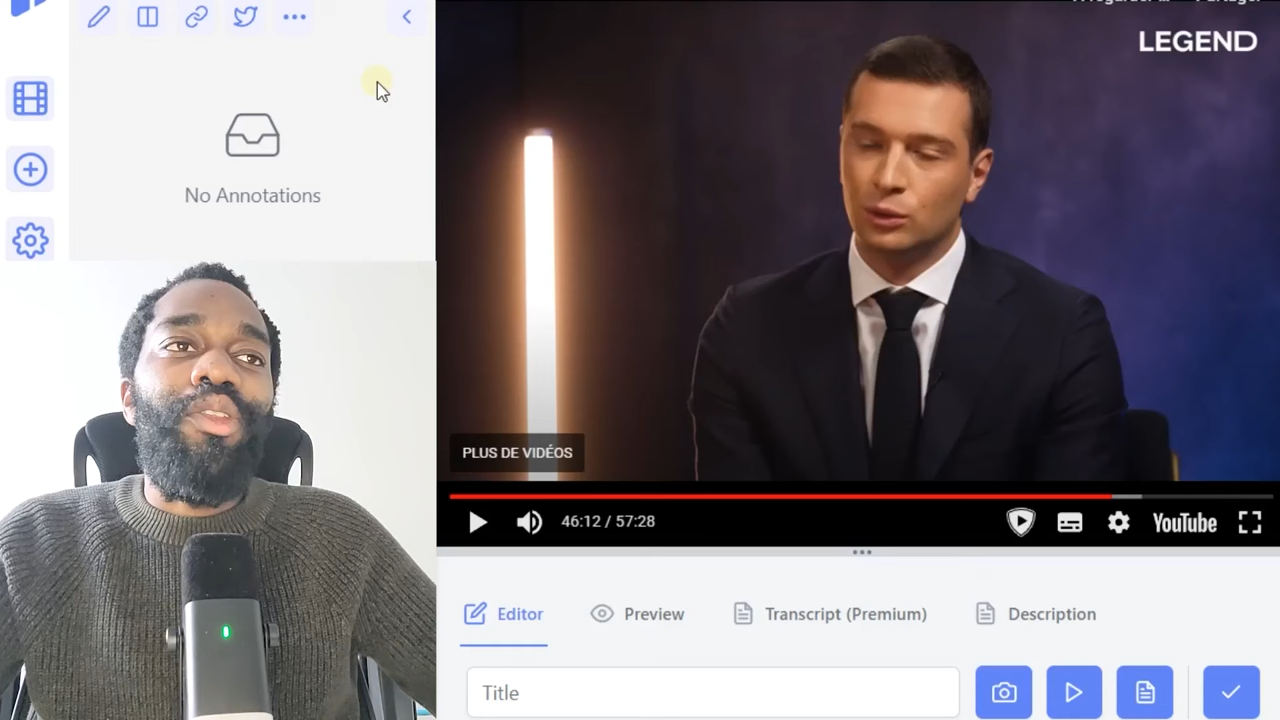 LEGEND
No Annotations
PLUS DE VIDÉOS
46:12 / 57:28
YouTube
Editor
Preview
Transcript (Premium)
Description
Title